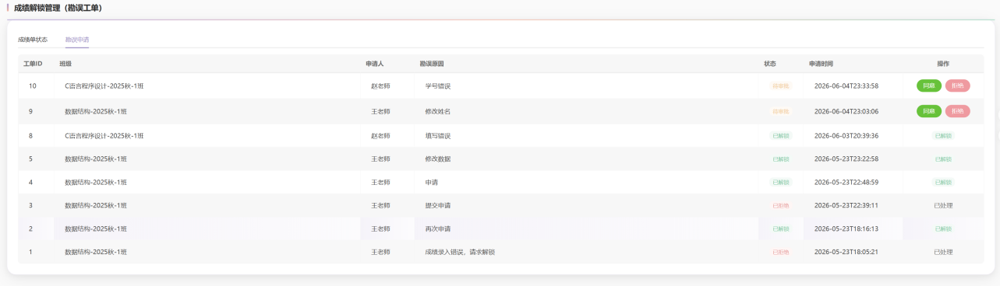 成绩解锁管理（勘误工单）
成绩单状态 勘误申请
工单ID 班级 申请人 勘误原因 状态 申请时间 操作
10 C语言程序设计-2025秋-1班 赵老师 学号错误 待审批 2026-06-04T23:33:58 同意 拒绝
9 数据结构-2025秋-1班 王老师 修改姓名 待审批 2026-06-04T23:03:06 同意 拒绝
8 C语言程序设计-2025秋-1班 赵老师 填写错误 已解锁 2026-06-03T20:39:36 已解锁
5 数据结构-2025秋-1班 王老师 修改数据 已解锁 2026-05-23T23:22:58 已解锁
4 数据结构-2025秋-1班 王老师 申请 已解锁 2026-05-23T22:48:59 已解锁
3 数据结构-2025秋-1班 王老师 提交申请 已拒绝 2026-05-23T22:39:11 已处理
2 数据结构-2025秋-1班 王老师 再次申请 已解锁 2026-05-23T18:16:13 已解锁
1 数据结构-2025秋-1班 王老师 成绩录入错误，请求解锁 已拒绝 2026-05-23T18:05:21 已处理